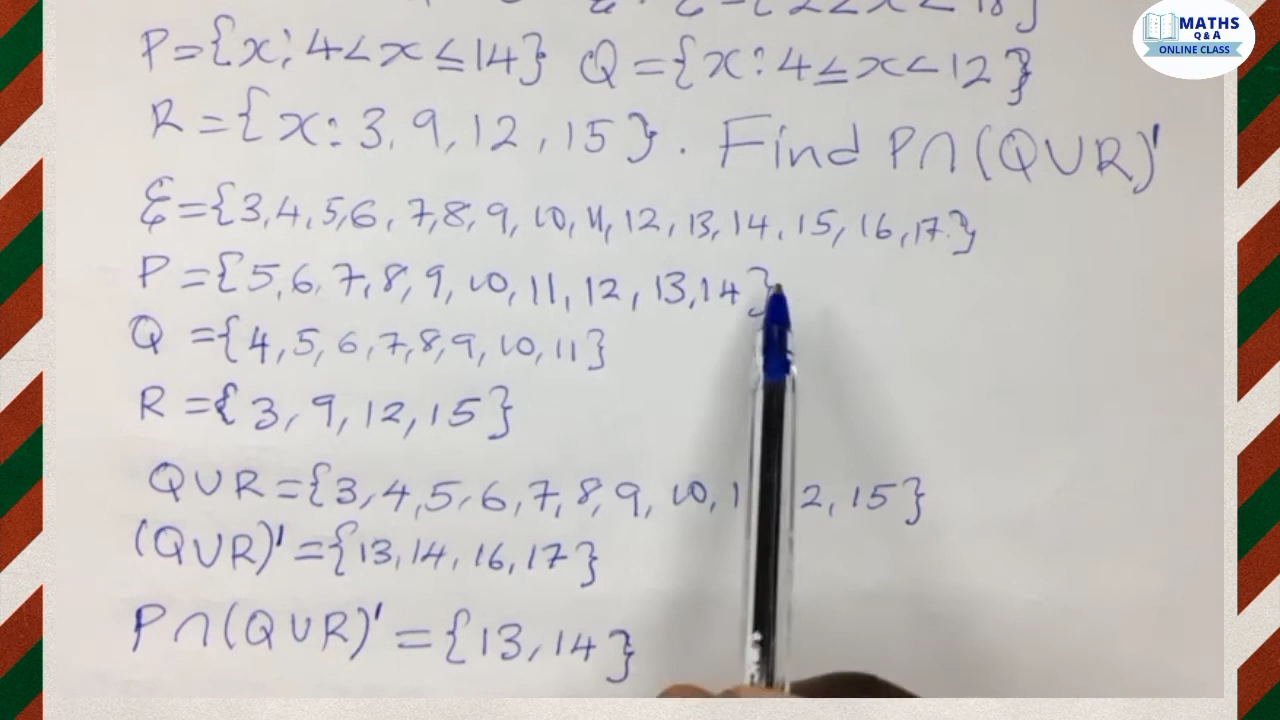 MATHS
Q & A
ONLINE CLASS
P={x:4<x≤14} Q={x:4≤x<12}
R={x:3,9,12,15}. Find P∩(Q∪R)'
ξ={3,4,5,6,7,8,9,10,11,12,13,14,15,16,17}
P={5,6,7,8,9,10,11,12,13,14}
Q={4,5,6,7,8,9,10,11}
R={3,9,12,15}
Q∪R={3,4,5,6,7,8,9,10,1 2,15}
(Q∪R)'={13,14,16,17}
P∩(Q∪R)'={13,14}